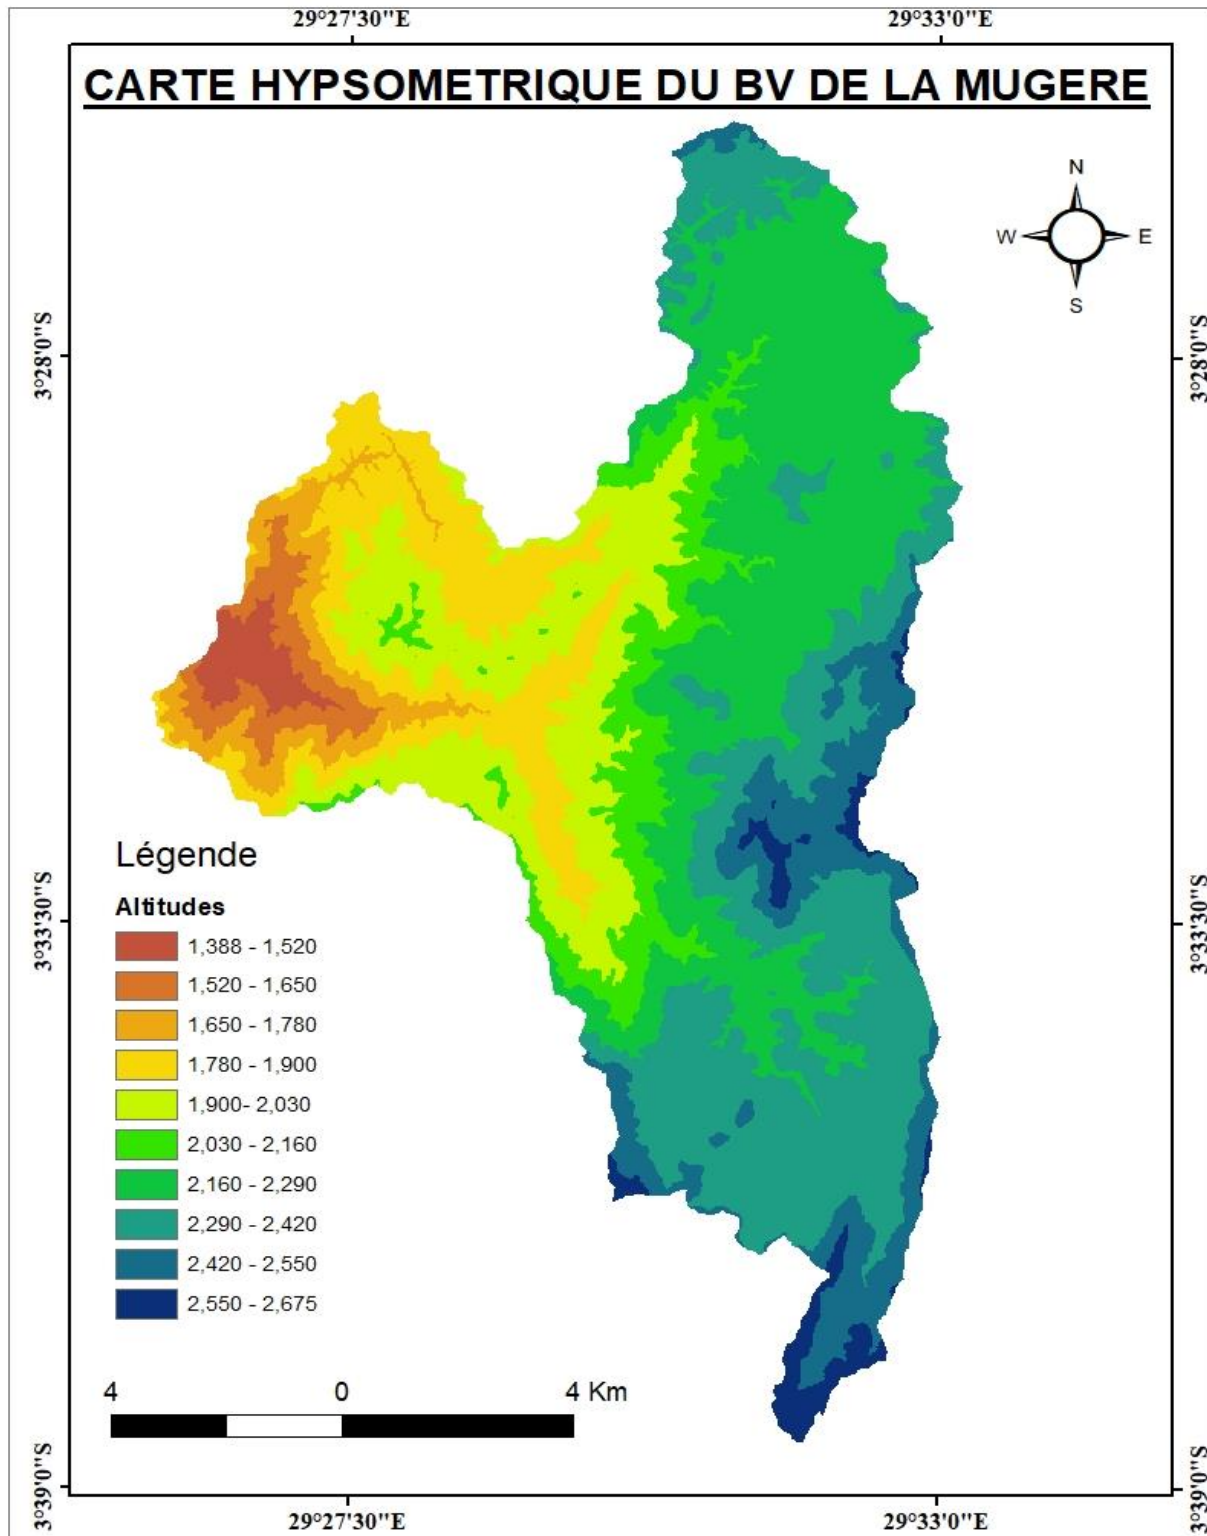 29°27'30"E
29°33'0"E
CARTE HYPSOMETRIQUE DU BV DE LA MUGERE
N
W
E
S
3°28'0"S
3°28'0"S
Légende
Altitudes
1,388 - 1,520
1,520 - 1,650
1,650 - 1,780
1,780 - 1,900
1,900- 2,030
2,030 - 2,160
2,160 - 2,290
2,290 - 2,420
2,420 - 2,550
2,550 - 2,675
3°33'30"S
3°33'30"S
4 0 4 Km
3°39'0"S
3°39'0"S
29°27'30"E
29°33'0"E